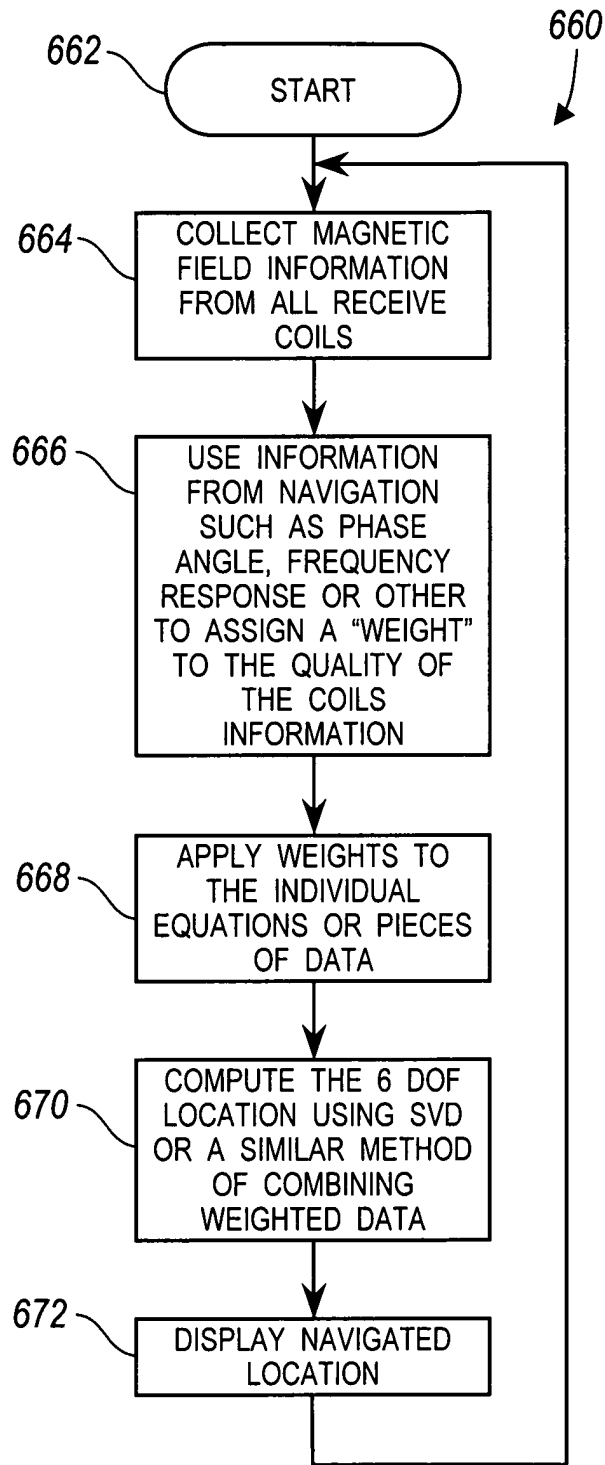 660
662
START
664
COLLECT MAGNETIC
FIELD INFORMATION
FROM ALL RECEIVE
COILS
666
USE INFORMATION
FROM NAVIGATION
SUCH AS PHASE
ANGLE, FREQUENCY
RESPONSE OR OTHER
TO ASSIGN A “WEIGHT”
TO THE QUALITY OF
THE COILS
INFORMATION
668
APPLY WEIGHTS TO
THE INDIVIDUAL
EQUATIONS OR PIECES
OF DATA
670
COMPUTE THE 6 DOF
LOCATION USING SVD
OR A SIMILAR METHOD
OF COMBINING
WEIGHTED DATA
672
DISPLAY NAVIGATED
LOCATION